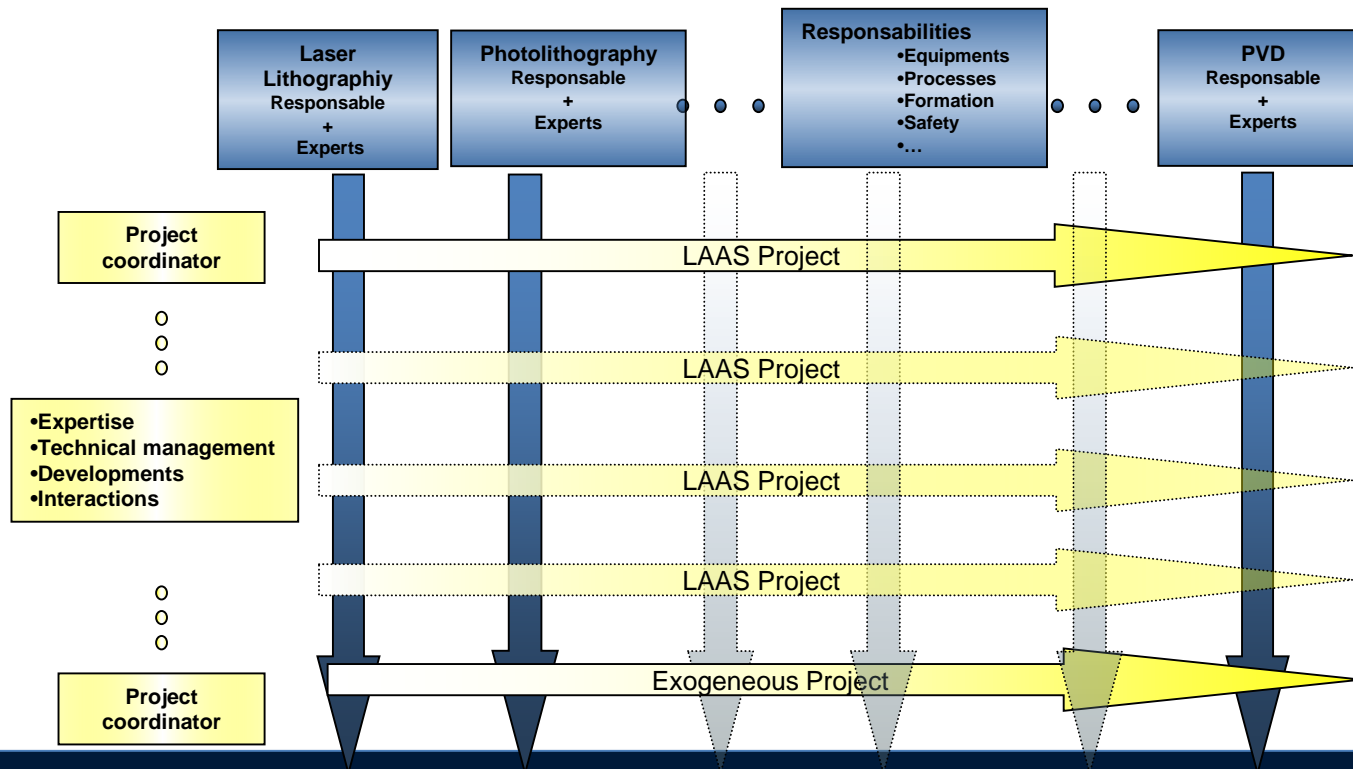 Laser
Lithographiy
Responsable
+
Experts
Photolithography
Responsable
+
Experts
Responsabilities
•Equipments
•Processes
•Formation
•Safety
•…
PVD
Responsable
+
Experts
Project
coordinator
LAAS Project
LAAS Project
•Expertise
•Technical management
•Developments
•Interactions
LAAS Project
LAAS Project
Project
coordinator
Exogeneous Project